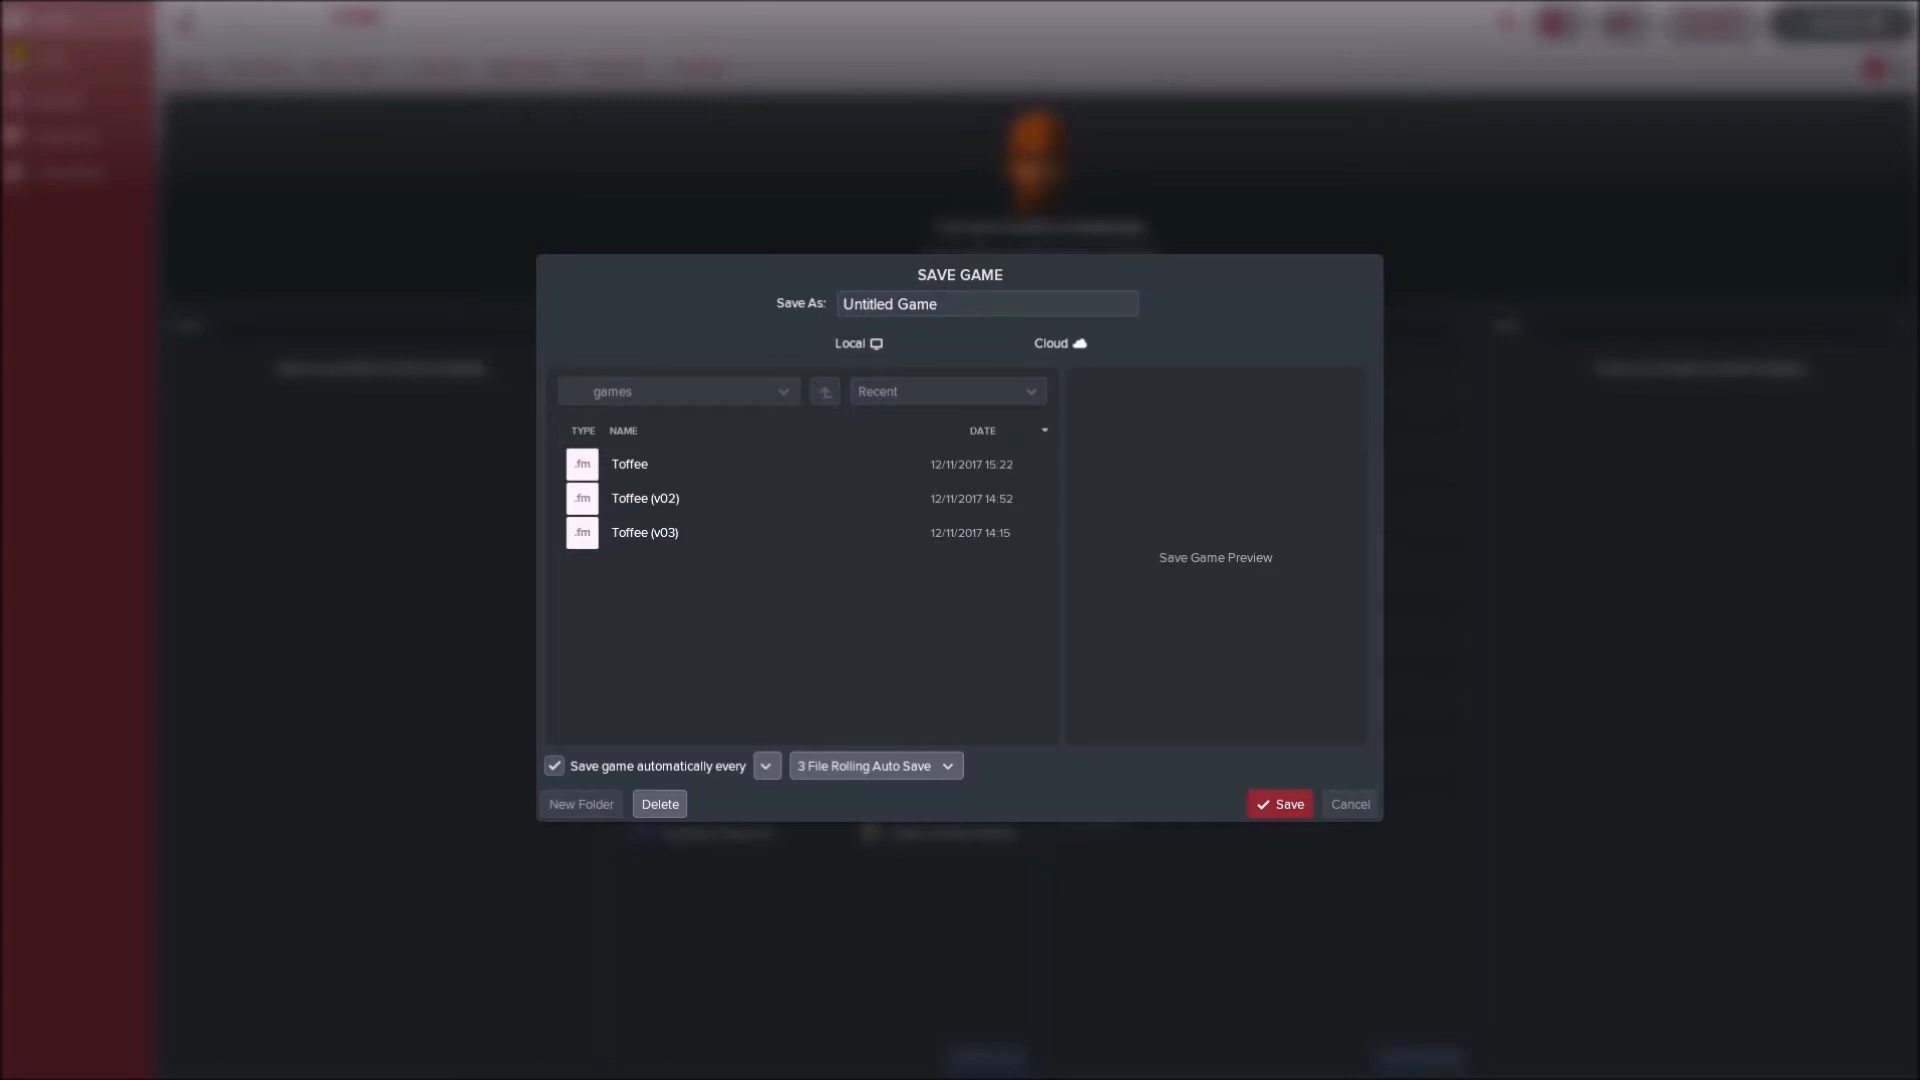 SAVE GAME
Save As: Untitled Game
Local Cloud
games Recent
TYPE NAME DATE
.fm Toffee 12/11/2017 15:22
.fm Toffee (v02) 12/11/2017 14:52
.fm Toffee (v03) 12/11/2017 14:15
Save Game Preview
Save game automatically every 3 File Rolling Auto Save
New Folder Delete Save Cancel